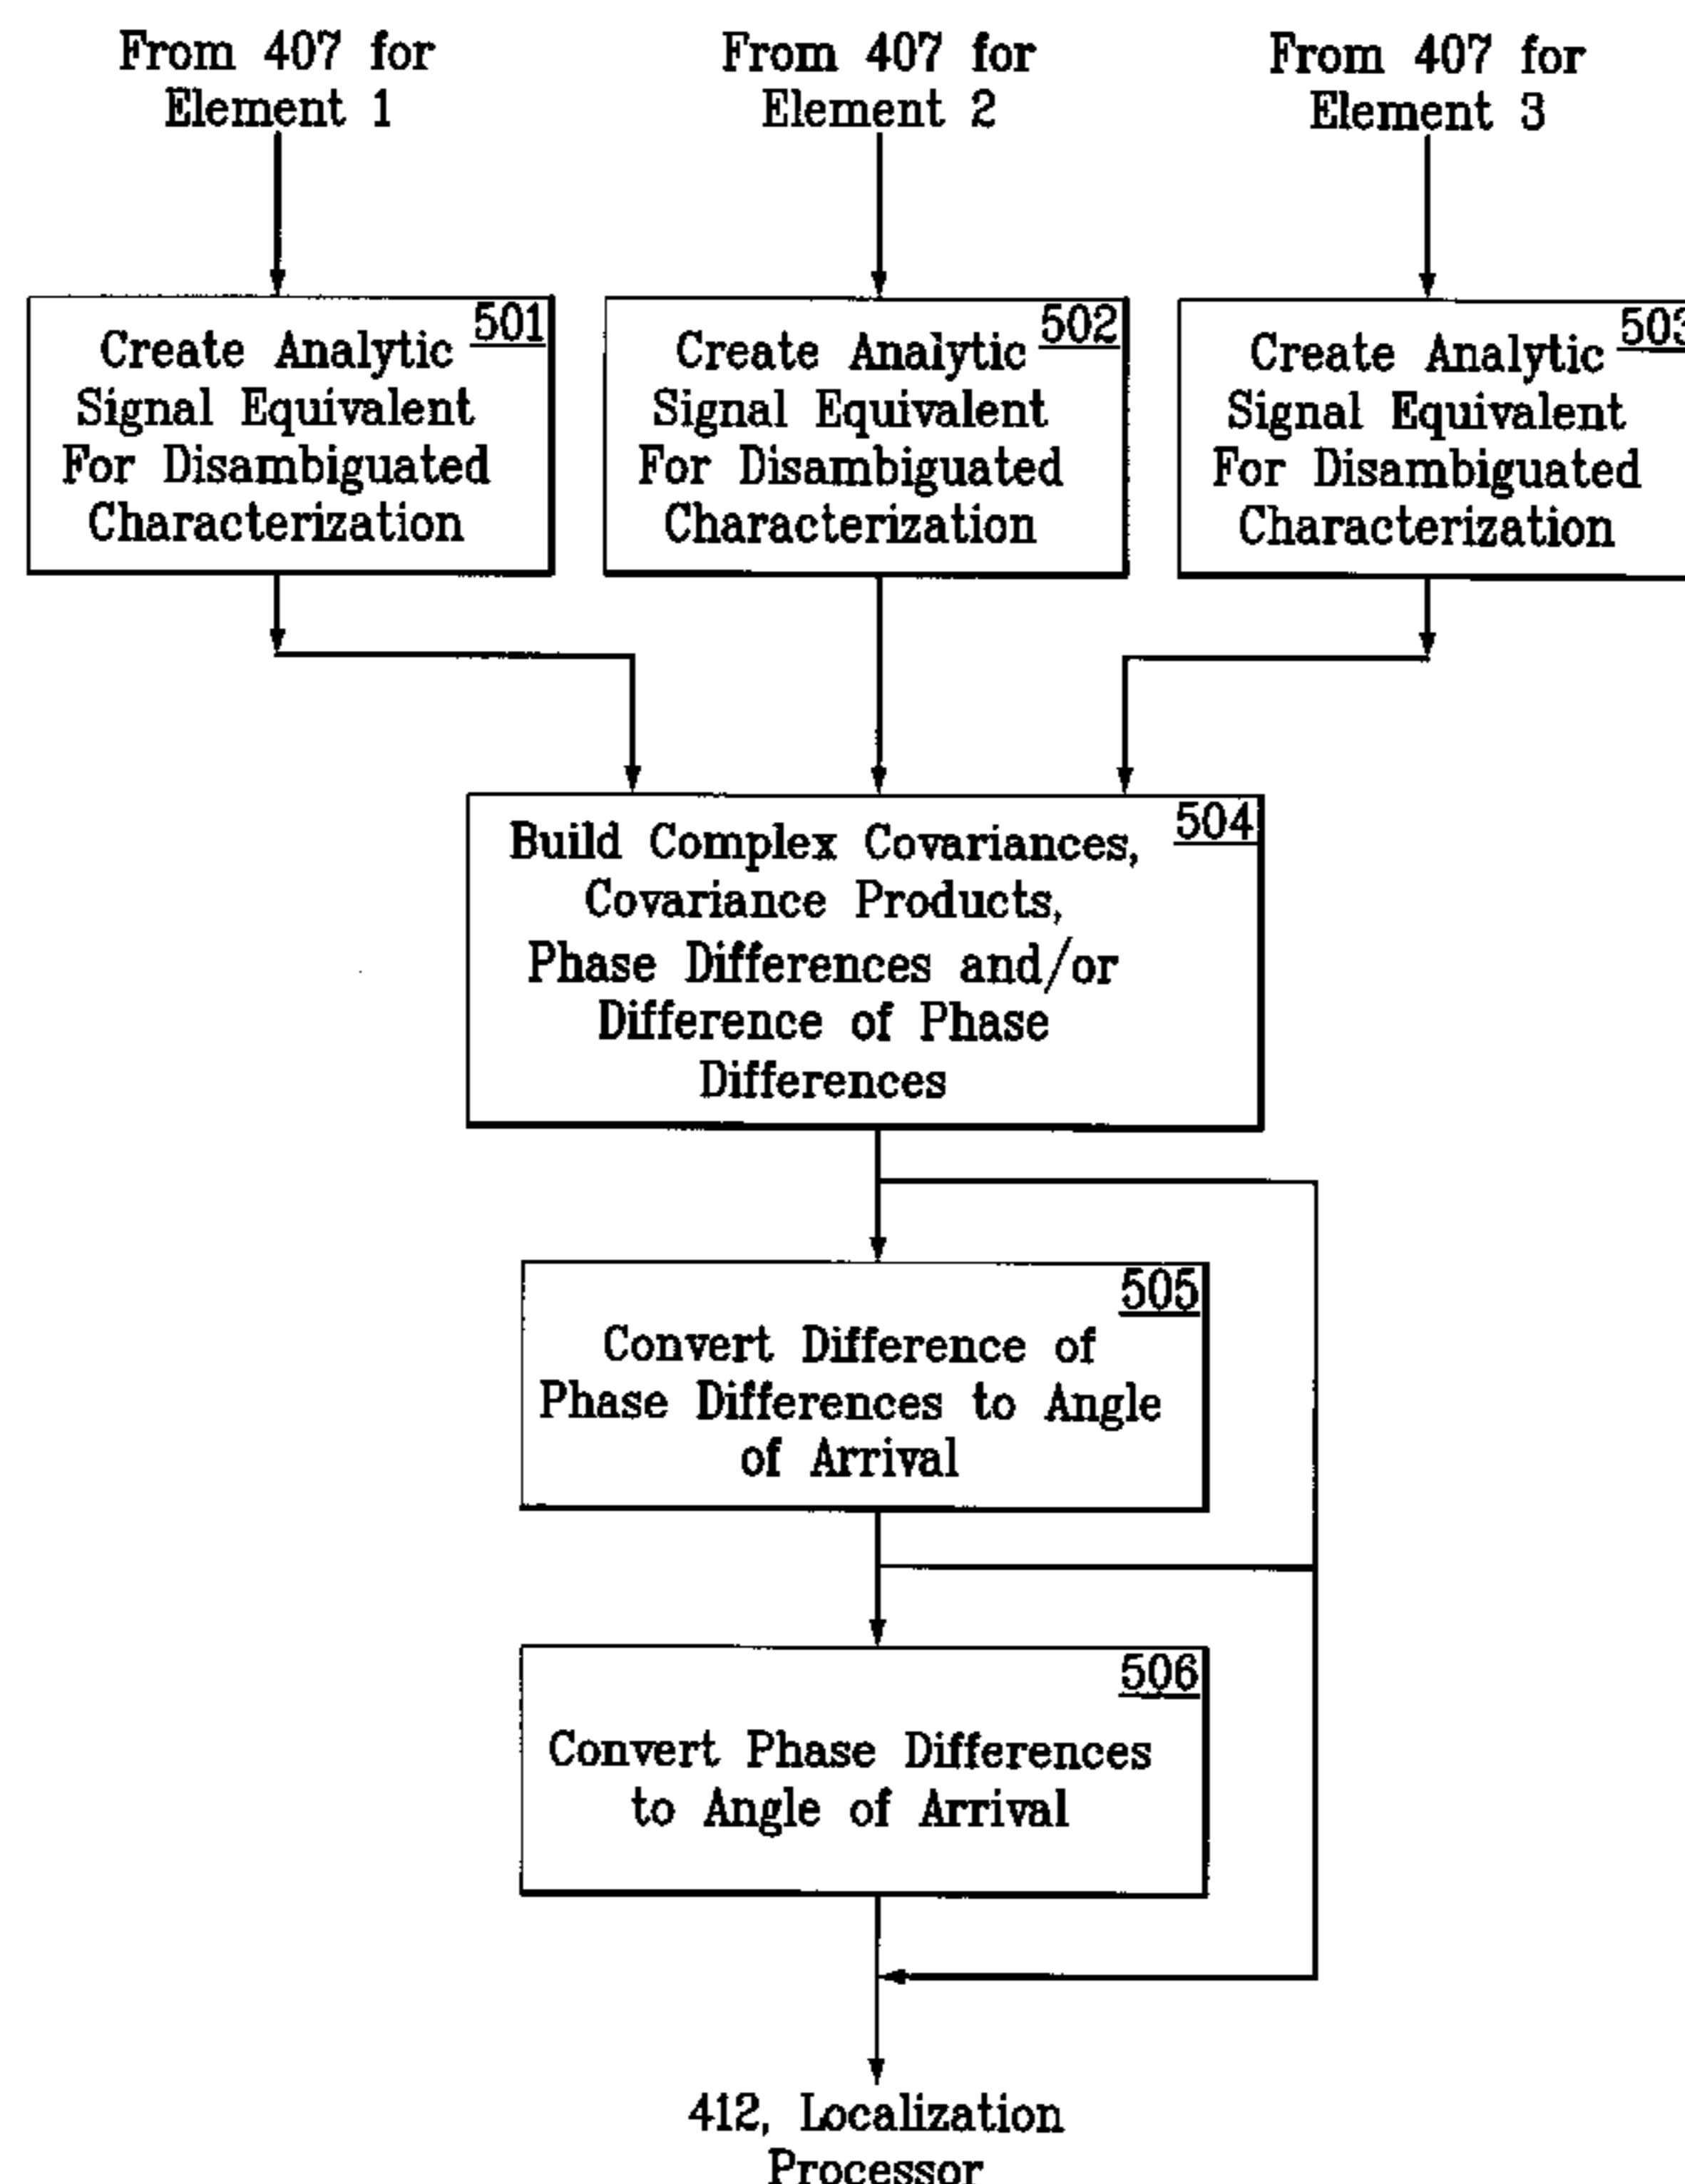 From 407 for
Element 1
From 407 for
Element 2
From 407 for
Element 3
501
Create Analytic
Signal Equivalent
For Disambiguated
Characterization
502
Create Analytic
Signal Equivalent
For Disambiguated
Characterization
503
Create Analytic
Signal Equivalent
For Disambiguated
Characterization
504
Build Complex Covariances,
Covariance Products,
Phase Differences and/or
Difference of Phase
Differences
505
Convert Difference of
Phase Differences to Angle
of Arrival
506
Convert Phase Differences
to Angle of Arrival
412, Localization
Processor